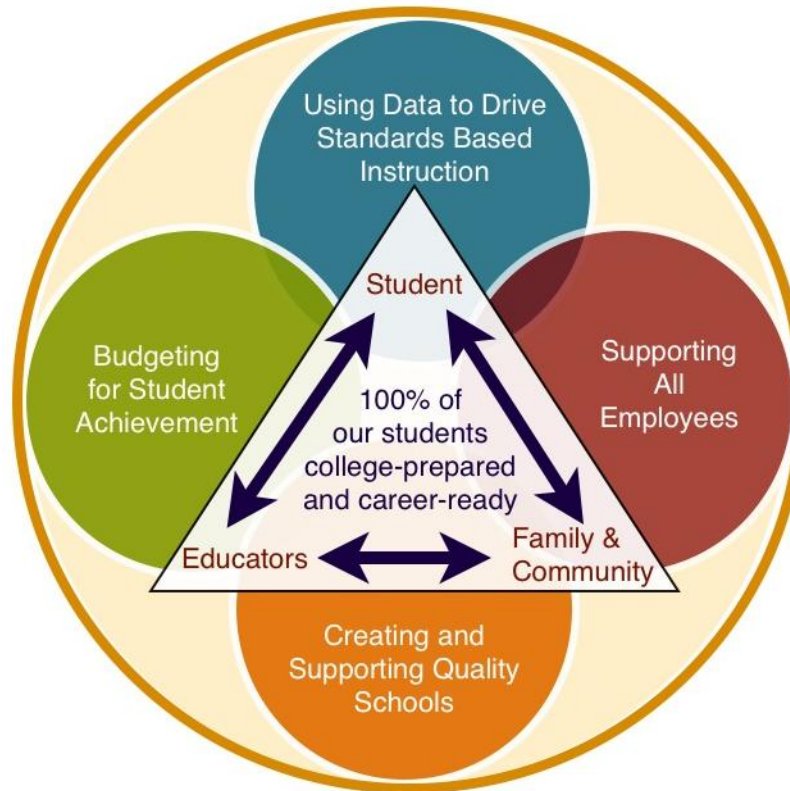 Using Data to Drive
Standards Based
Instruction
Student
Budgeting
for Student
Achievement
100% of
our students
college-prepared
and career-ready
Supporting
All
Employees
Educators
Family &
Community
Creating and
Supporting Quality
Schools